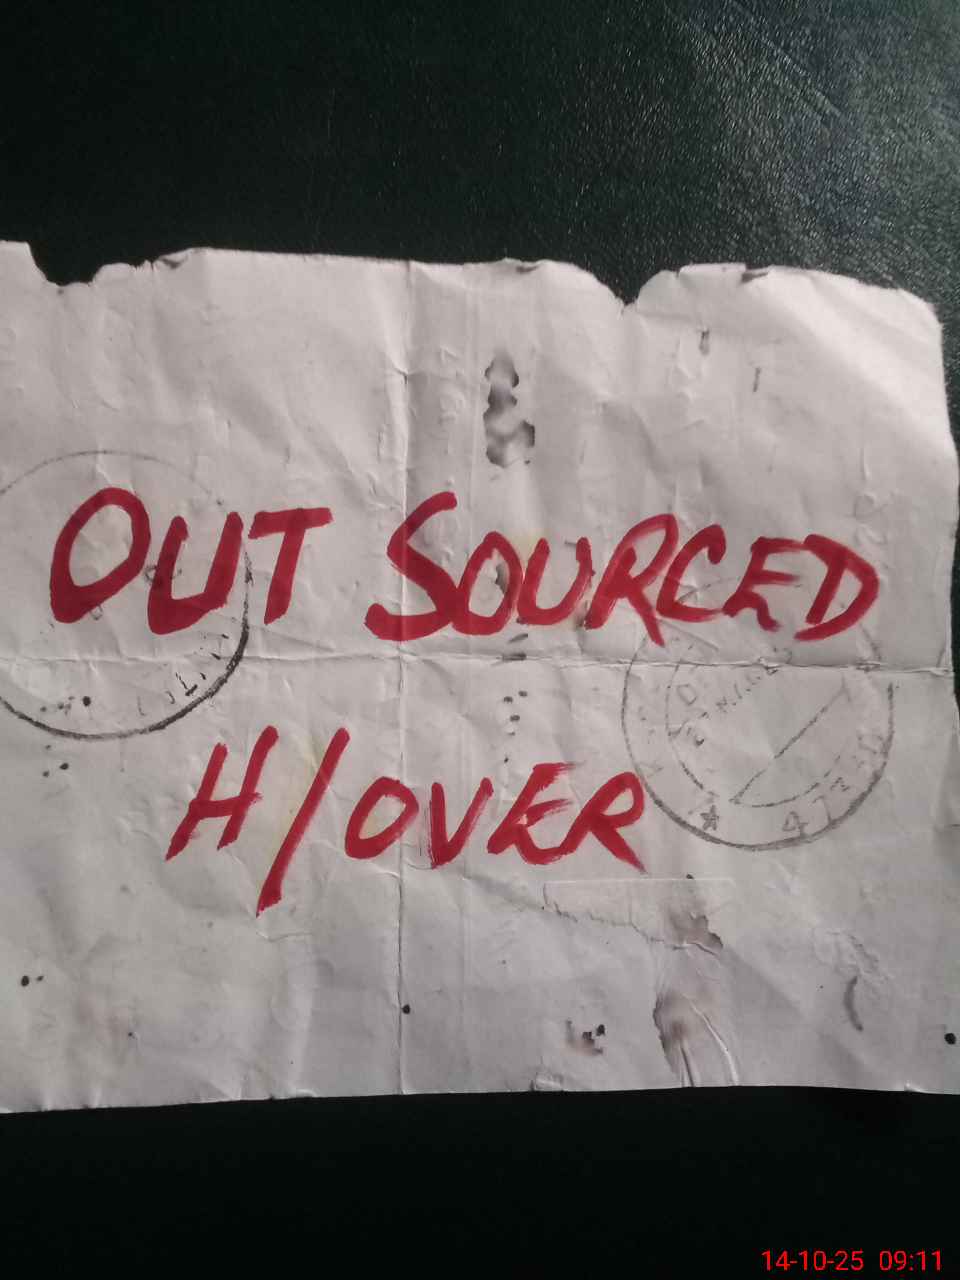 OUT SOURCED
H/OVER
14-10-25 09:11